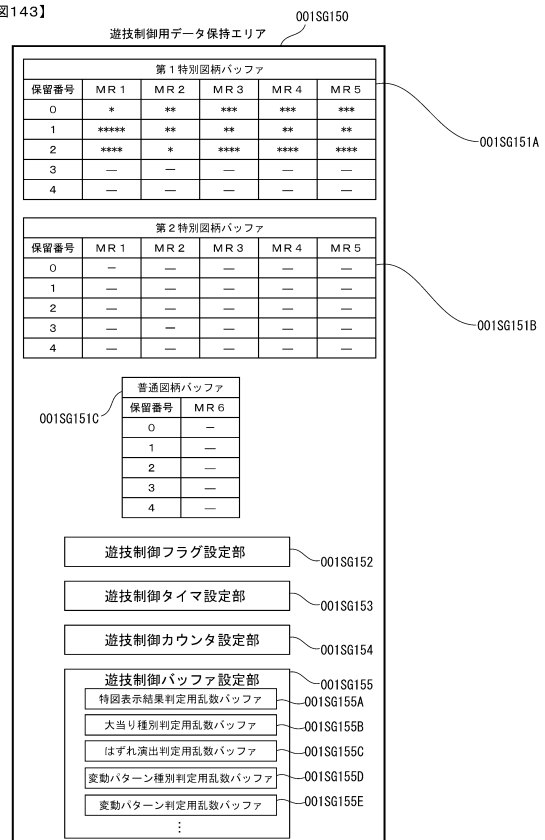 図143】
001SG150
遊技制御用データ保持エリア
第1特別図柄バッファ
保留番号 MR1 MR2 MR3 MR4 MR5
0 * ** *** *** ***
1 ***** ** ** ** **
2 **** * **** **** ****
3 — — — — —
4 — — — — —
001SG151A
第2特別図柄バッファ
保留番号 MR1 MR2 MR3 MR4 MR5
0 — — — — —
1 — — — — —
2 — — — — —
3 — — — — —
4 — — — — —
001SG151B
普通図柄バッファ
保留番号 MR6
0 —
1 —
2 —
3 —
4 —
001SG151C
遊技制御フラグ設定部
001SG152
遊技制御タイマ設定部
001SG153
遊技制御カウンタ設定部
001SG154
遊技制御バッファ設定部
001SG155
特図表示結果判定用乱数バッファ
001SG155A
大当り種別判定用乱数バッファ
001SG155B
はずれ演出判定用乱数バッファ
001SG155C
変動パターン種別判定用乱数バッファ
001SG155D
変動パターン判定用乱数バッファ
001SG155E
⋮